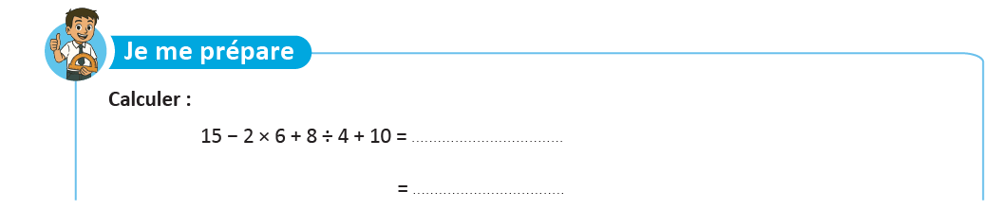 Je me prépare
Calculer :
15 − 2 × 6 + 8 ÷ 4 + 10 = ...................................
= ...................................